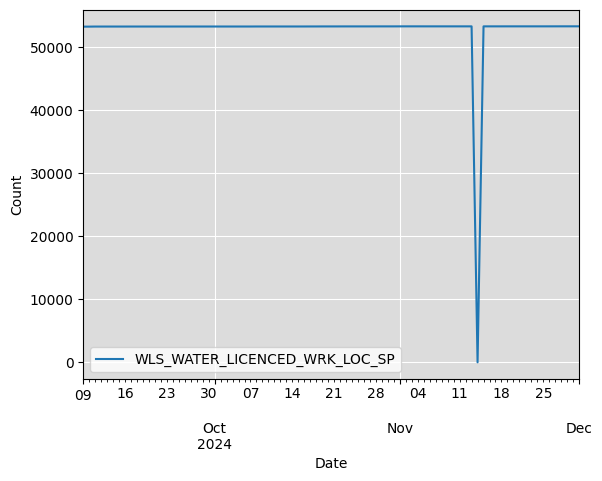 50000
40000
30000
20000
10000
0
Count
WLS_WATER_LICENCED_WRK_LOC_SP
09 16 23 30 07 14 21 28 04 11 18 25
Oct Nov Dec
2024
Date